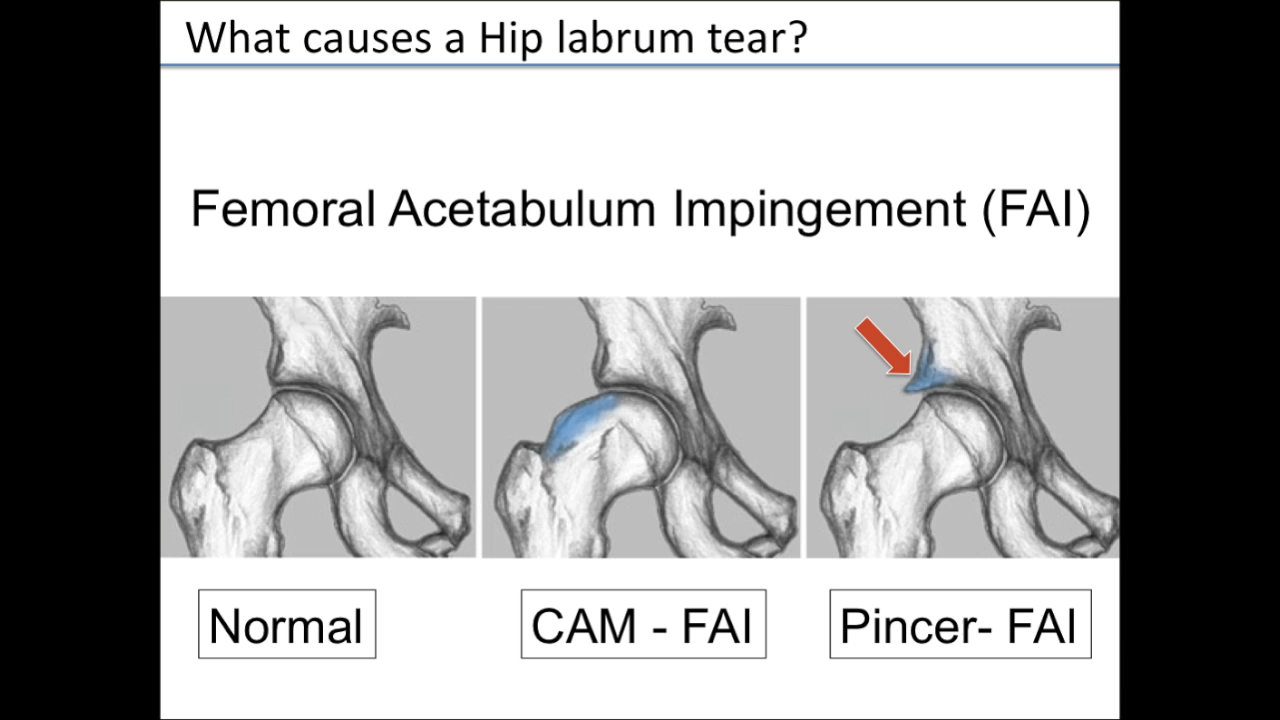 What causes a Hip labrum tear?
Femoral Acetabulum Impingement (FAI)
Normal
CAM - FAI
Pincer- FAI